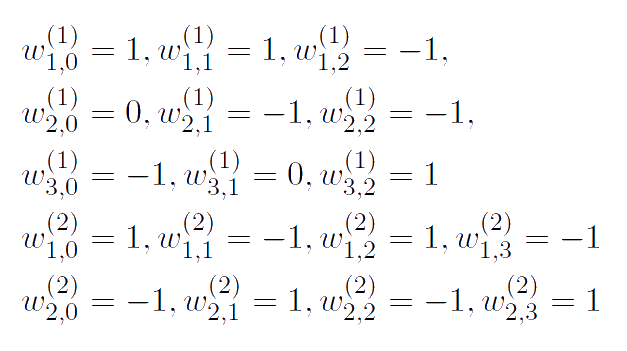 w_{1,0}^{(1)} = 1, w_{1,1}^{(1)} = 1, w_{1,2}^{(1)} = −1,
w_{2,0}^{(1)} = 0, w_{2,1}^{(1)} = −1, w_{2,2}^{(1)} = −1,
w_{3,0}^{(1)} = −1, w_{3,1}^{(1)} = 0, w_{3,2}^{(1)} = 1
w_{1,0}^{(2)} = 1, w_{1,1}^{(2)} = −1, w_{1,2}^{(2)} = 1, w_{1,3}^{(2)} = −1
w_{2,0}^{(2)} = −1, w_{2,1}^{(2)} = 1, w_{2,2}^{(2)} = −1, w_{2,3}^{(2)} = 1